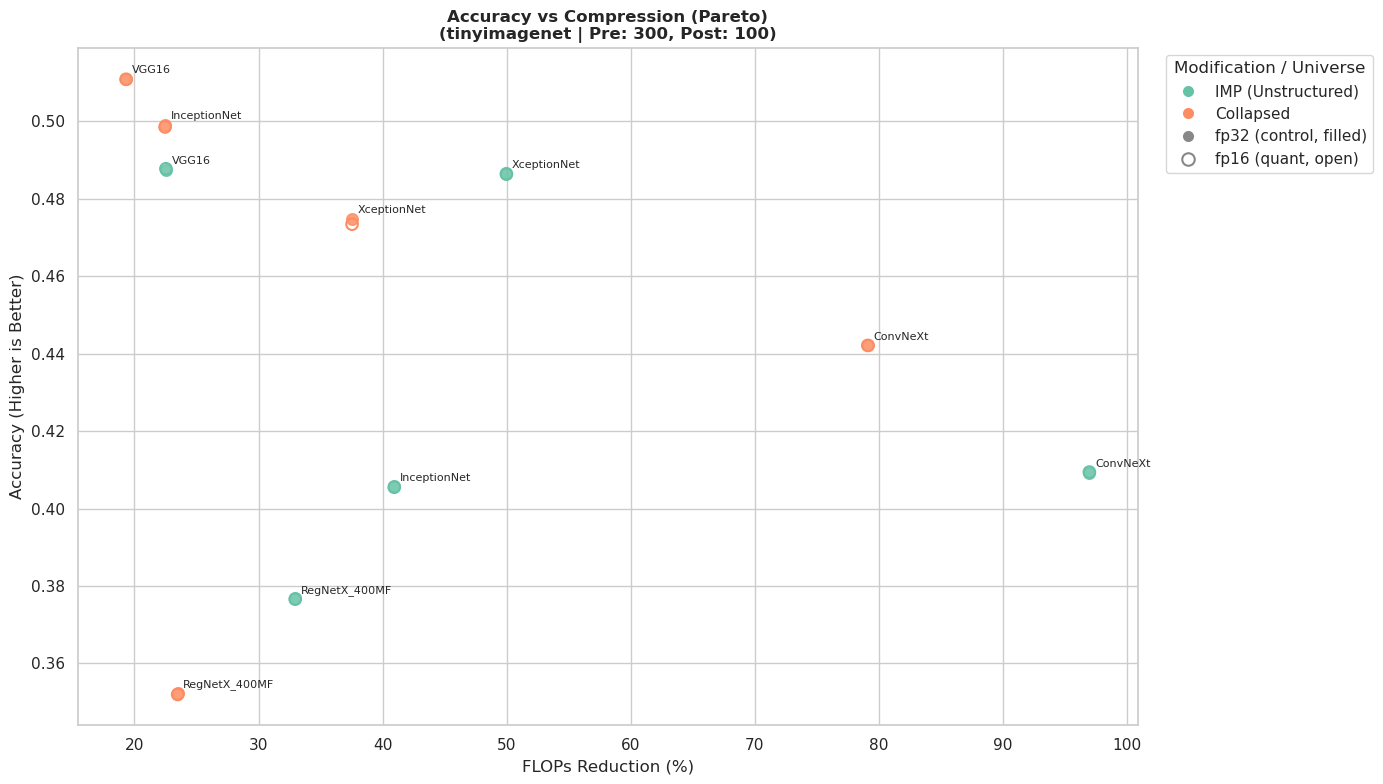 Accuracy vs Compression (Pareto)
(tinyimagenet | Pre: 300, Post: 100)
Modification / Universe
IMP (Unstructured)
Collapsed
fp32 (control, filled)
fp16 (quant, open)
VGG16
InceptionNet
VGG16
XceptionNet
XceptionNet
ConvNeXt
ConvNeXt
InceptionNet
RegNetX_400MF
RegNetX_400MF
Accuracy (Higher is Better)
0.50
0.48
0.46
0.44
0.42
0.40
0.38
0.36
20 30 40 50 60 70 80 90 100
FLOPs Reduction (%)